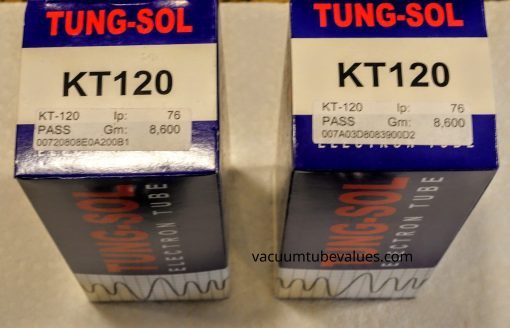 TUNG-SOL
KT120
KT-120 Ip: 76
PASS Gm: 8,600
00720808E0A200B1
TUNG-SOL
ELECTRON TUBE
TUNG-SOL
KT120
KT-120 Ip: 76
PASS Gm: 8,600
007A03D8083900D2
ELECTRON TUBE
TUNG-SOL
ELECTRON TUBE
vacuumtubevalues.com